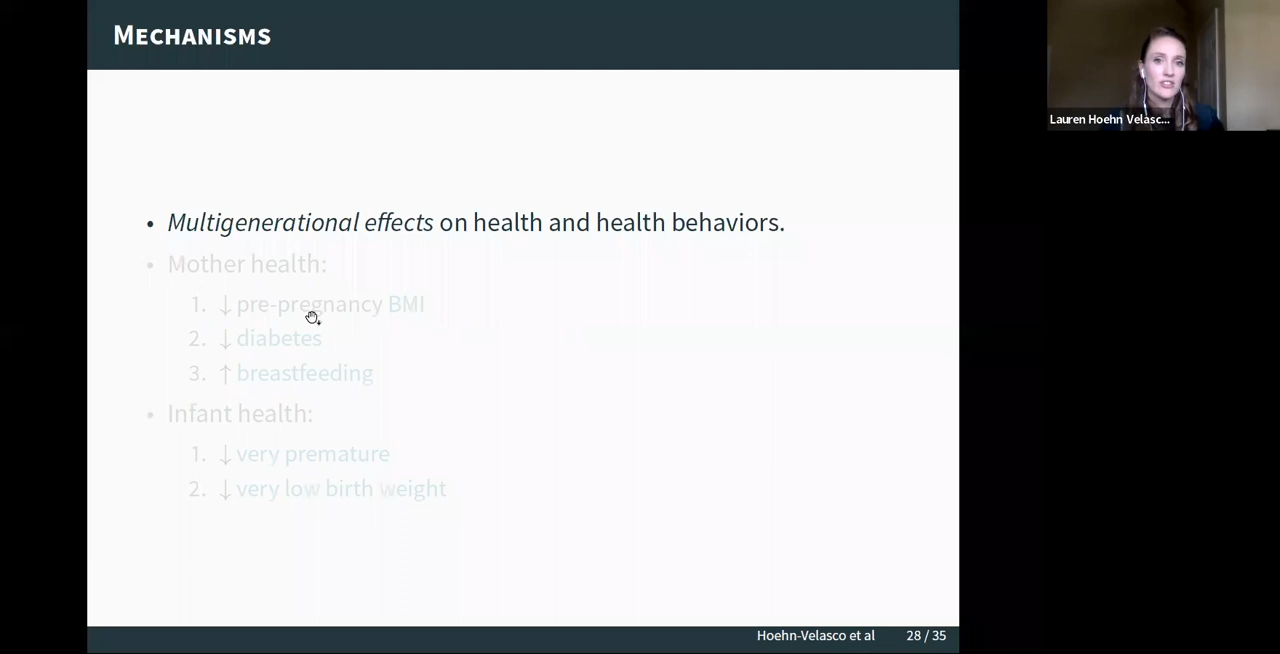 MECHANISMS
Lauren Hoehn Velasc...
• Multigenerational effects on health and health behaviors.
• Mother health:
1. ↓ pre-pregnancy BMI
2. ↓ diabetes
3. ↑ breastfeeding
• Infant health:
1. ↓ very premature
2. ↓ very low birth weight
Hoehn-Velasco et al 28 / 35